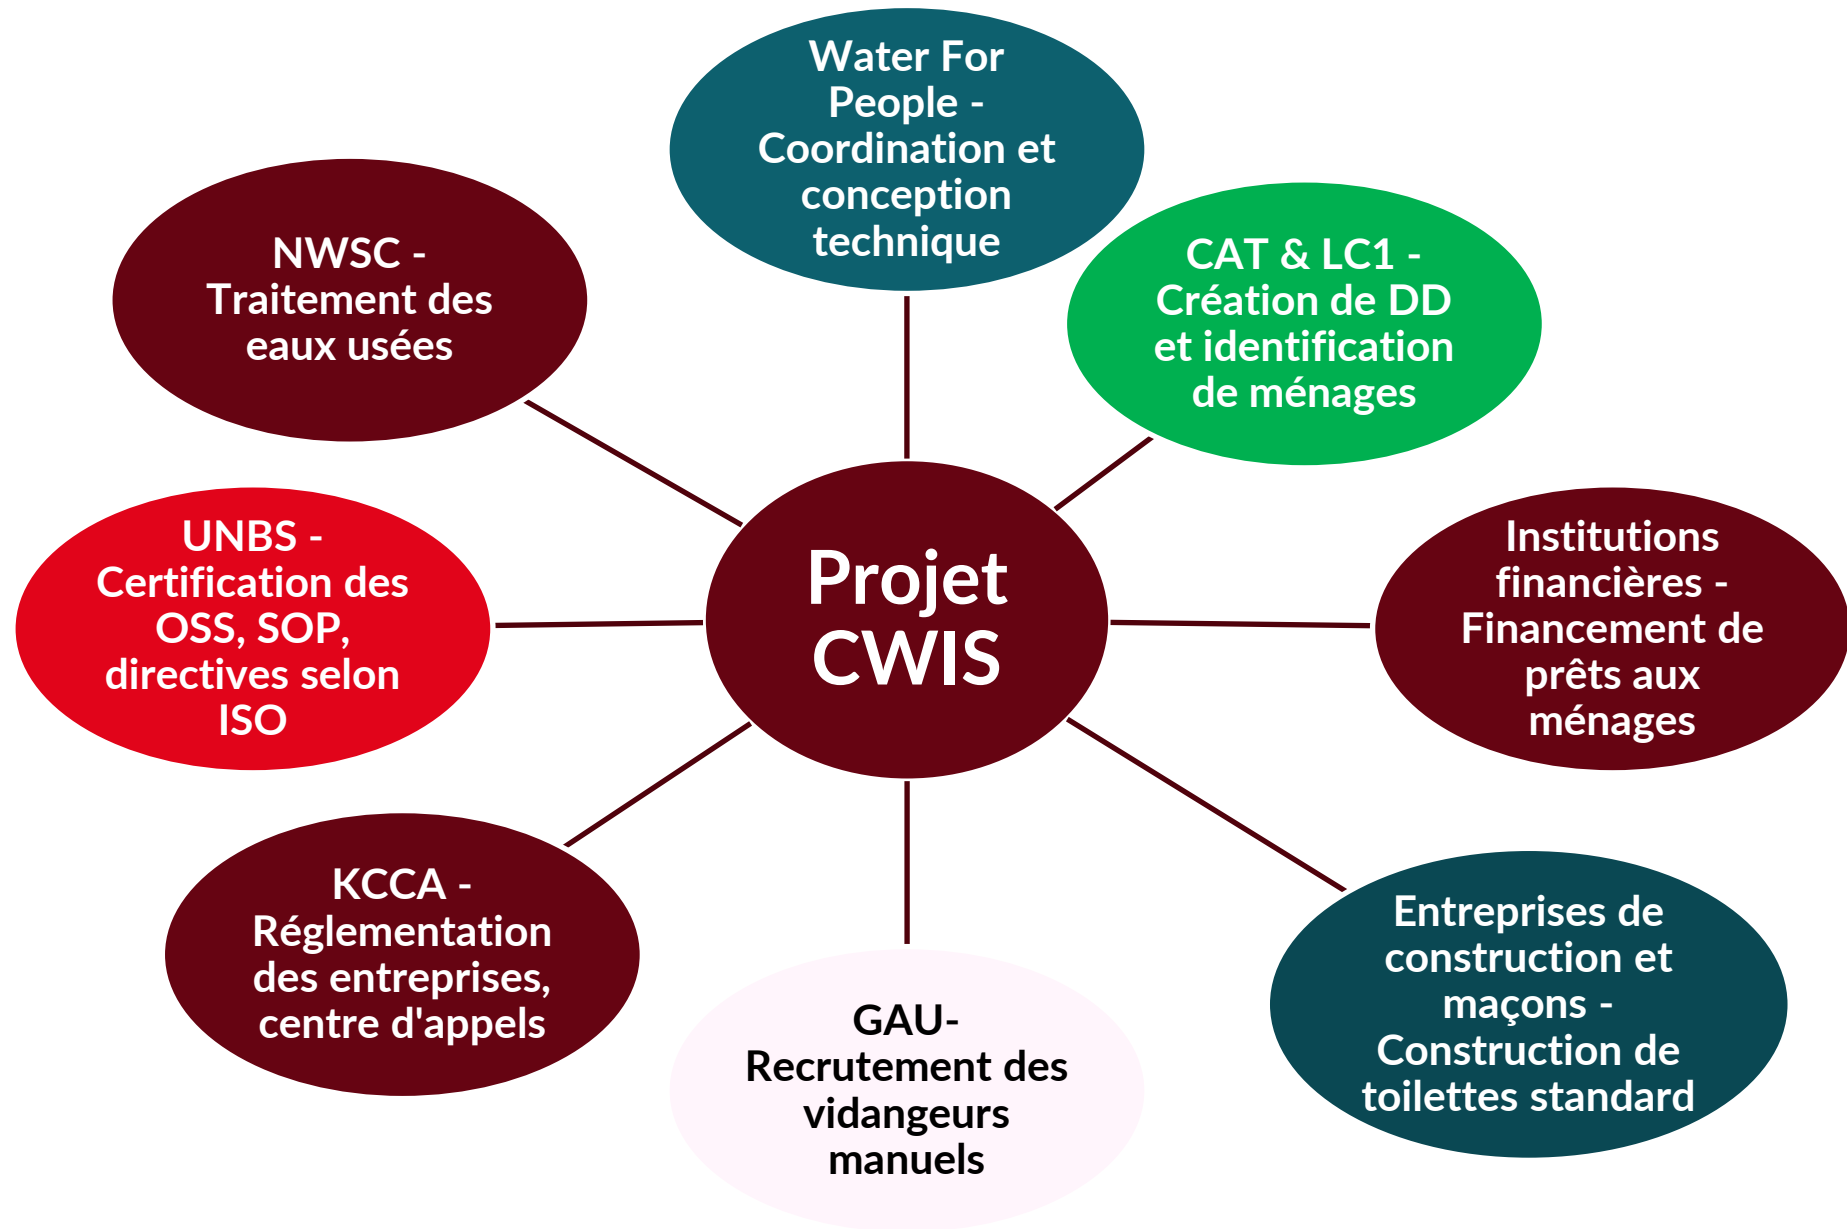 Water For
People -
Coordination et
conception
technique
NWSC -
Traitement des
eaux usées
CAT & LC1 -
Création de DD
et identification
de ménages
UNBS -
Certification des
OSS, SOP,
directives selon
ISO
Projet
CWIS
Institutions
financières -
Financement de
prêts aux
ménages
KCCA -
Réglementation
des entreprises,
centre d'appels
GAU-
Recrutement des
vidangeurs
manuels
Entreprises de
construction et
maçons -
Construction de
toilettes standard